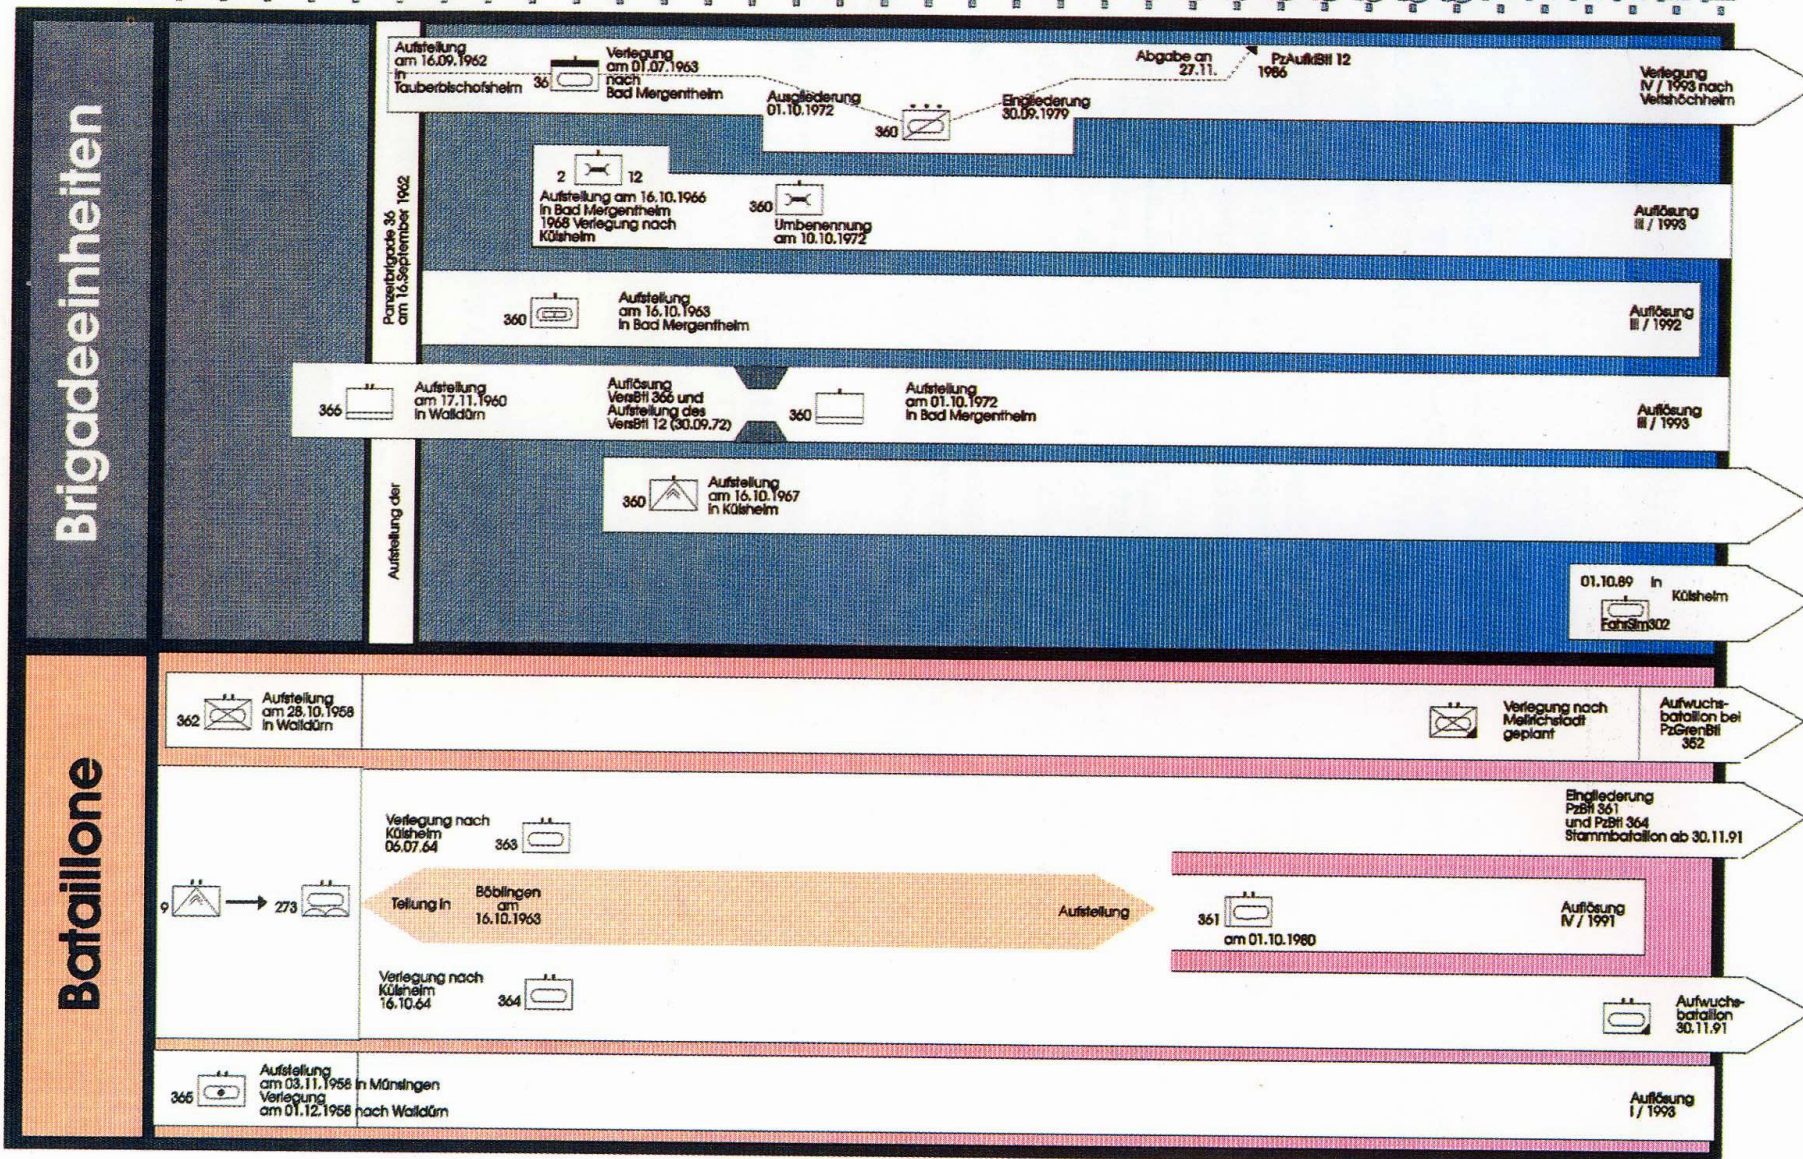 Brigadeeinheiten
Panzerbrigade 36
am 16.September 1962
Aufstellung der
Aufstellung
am 16.09.1962
in
Tauberbischofsheim
36
Verlegung
am 01.07.1963
nach
Bad Mergentheim
Ausgliederung
01.10.1972
360
Eingliederung
30.09.1979
Abgabe an
27.11.
PzAufklBtl 12
1986
Verlegung
IV / 1993 nach
Veitshöchheim
2
12
Aufstellung am 16.10.1966
in Bad Mergentheim
1968 Verlegung nach
Külsheim
360
Umbenennung
am 10.10.1972
Auflösung
III / 1993
360
Aufstellung
am 16.10.1963
in Bad Mergentheim
Auflösung
III / 1992
366
Aufstellung
am 17.11.1960
in Walldürn
Auflösung
VersBtl 366 und
Aufstellung des
VersBtl 12 (30.09.72)
360
Aufstellung
am 01.10.1972
in Bad Mergentheim
Auflösung
III / 1993
360
Aufstellung
am 16.10.1967
in Külsheim
01.10.89 in
Külsheim
FahrSim302
Bataillone
362
Aufstellung
am 28.10.1958
in Walldürn
Verlegung nach
Mellrichstadt
geplant
Aufwuchs-
bataillon bei
PzGrenBtl
352
Verlegung nach
Külsheim
06.07.64
363
Eingliederung
PzBtl 361
und PzBtl 364
Stammbataillon ab 30.11.91
9
273
Teilung in
Böblingen
am
16.10.1963
Aufstellung
361
am 01.10.1980
Auflösung
IV / 1991
Verlegung nach
Külsheim
16.10.64
364
Aufwuchs-
bataillon
30.11.91
365
Aufstellung
am 03.11.1958 in Münsingen
Verlegung
am 01.12.1958 nach Walldürn
Auflösung
I / 1993